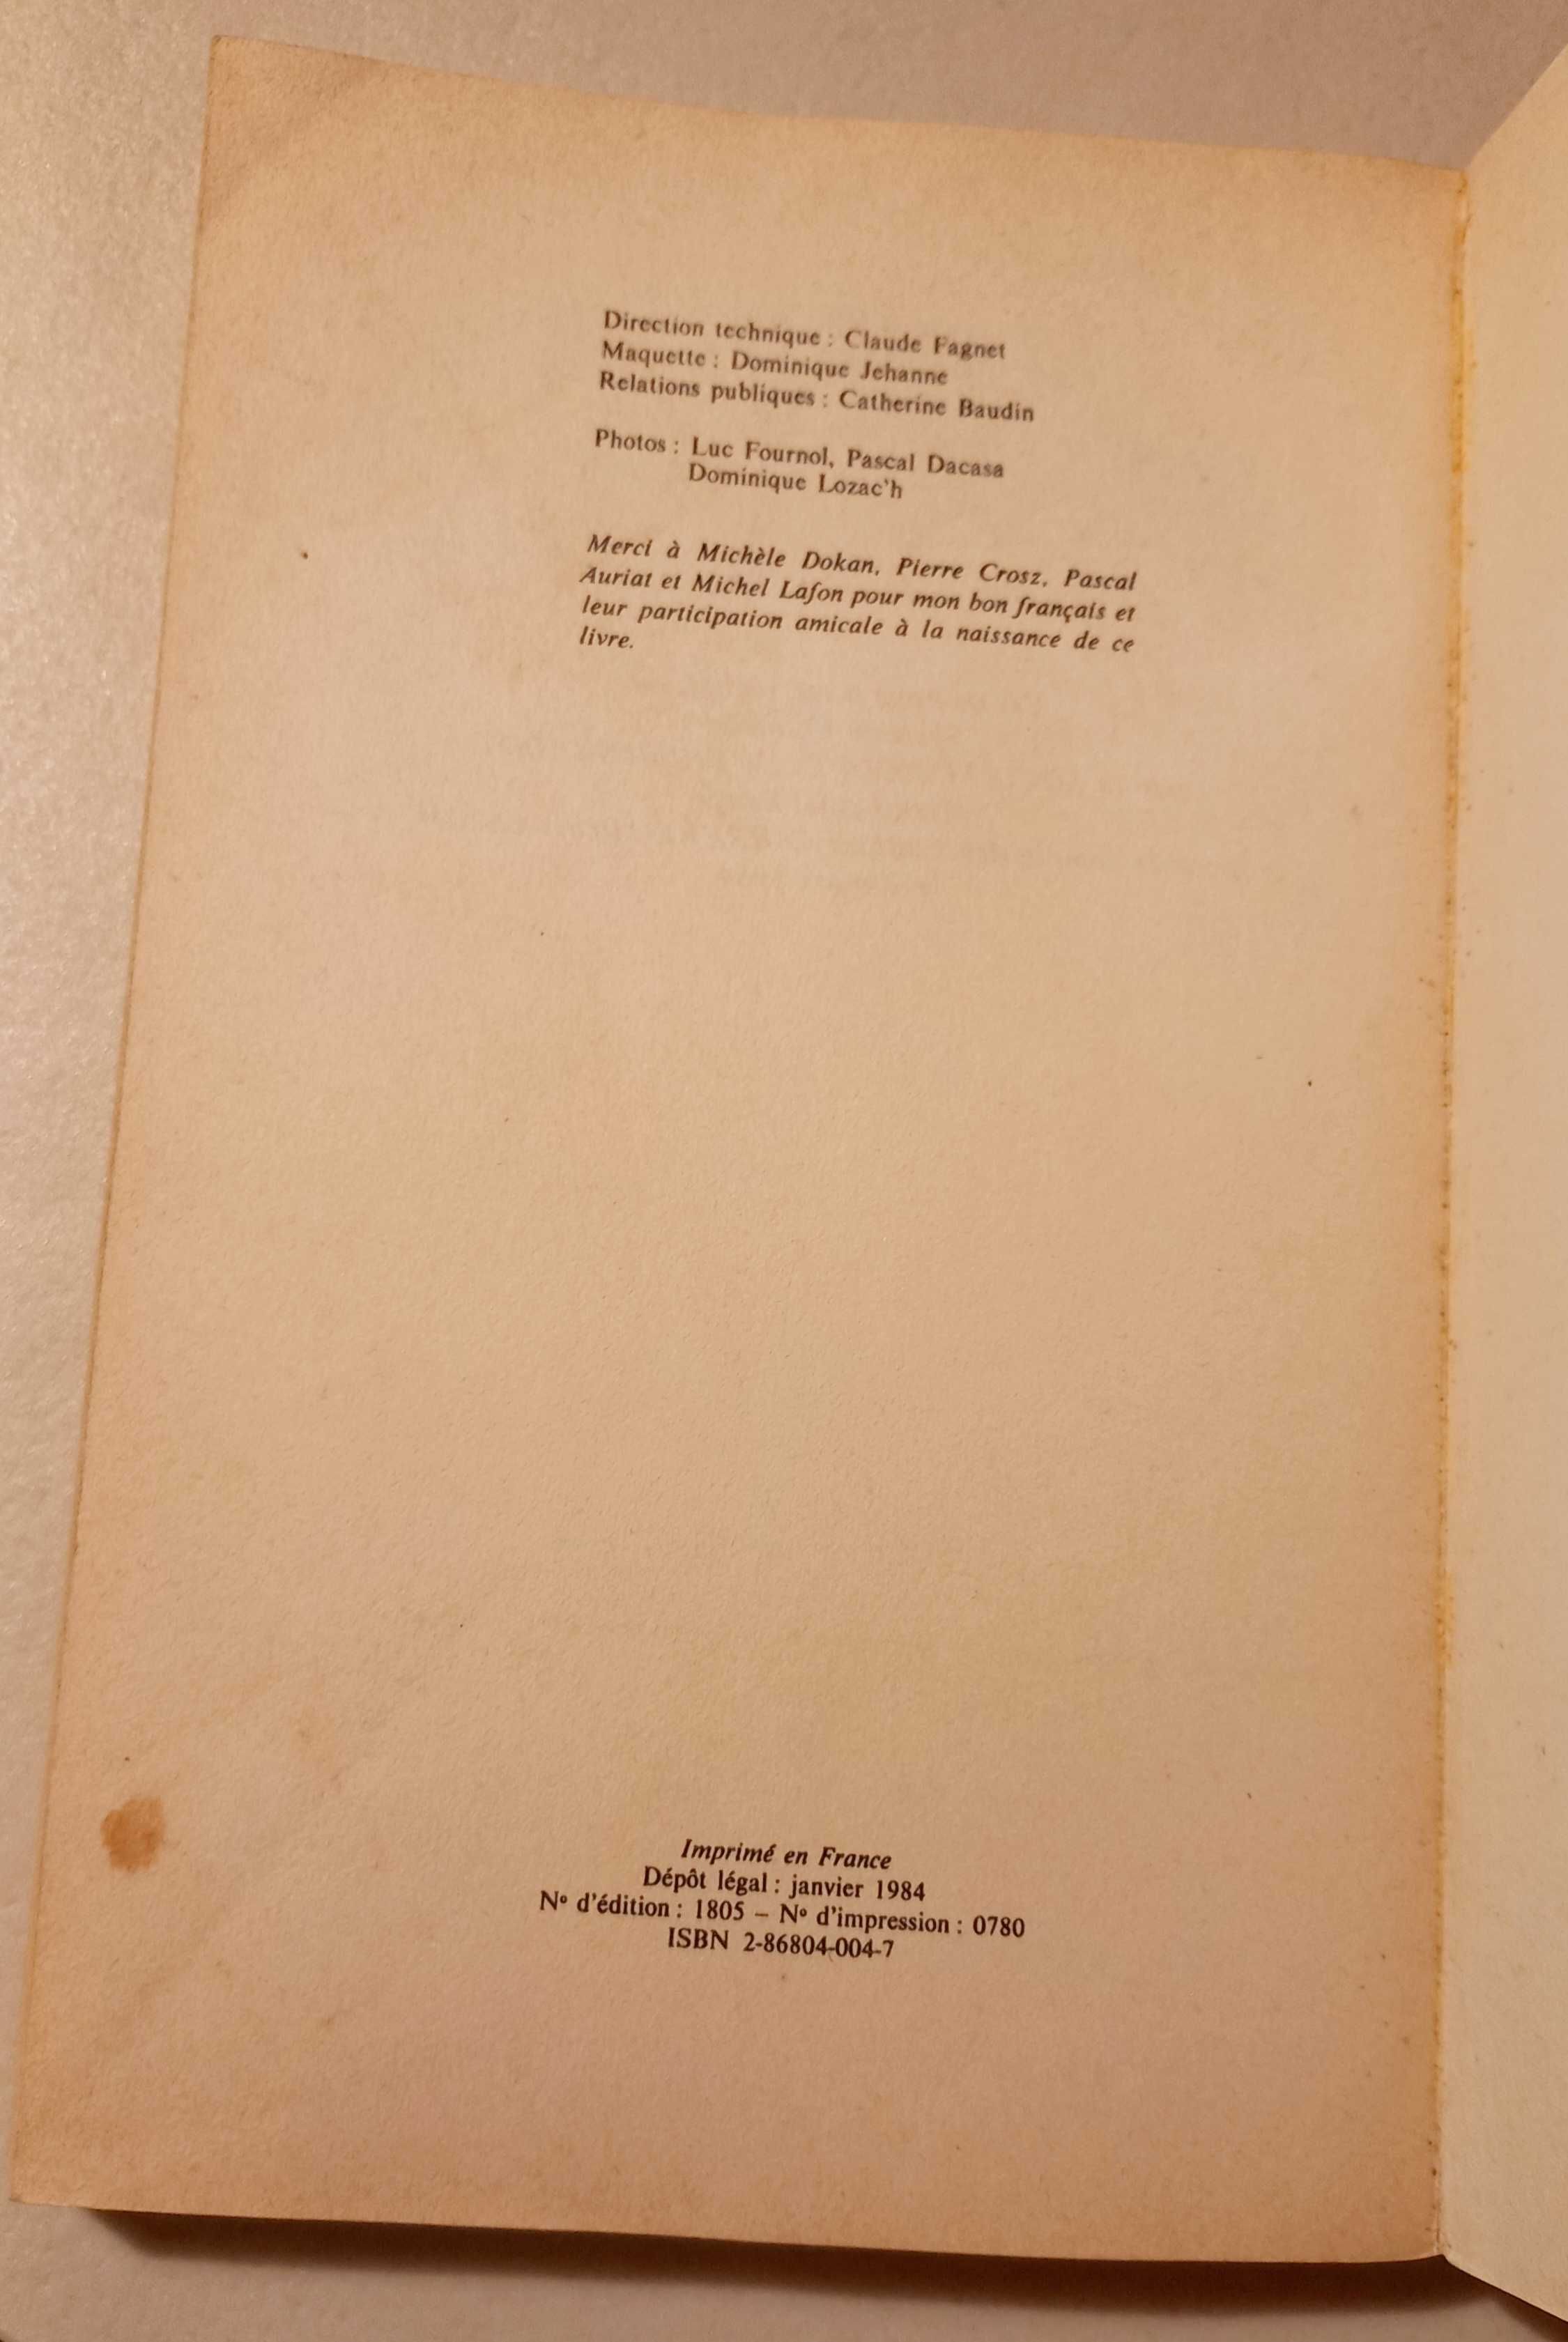 Direction technique : Claude Fagnet
Maquette : Dominique Jehanne
Relations publiques : Catherine Baudin
Photos : Luc Fournol, Pascal Dacasa
Dominique Lozac'h
Merci à Michèle Dokan, Pierre Crosz, Pascal
Auriat et Michel Lafon pour mon bon français et
leur participation amicale à la naissance de ce
livre.
Imprimé en France
Dépôt légal : janvier 1984
Nº d'édition : 1805 – Nº d'impression : 0780
ISBN 2-86804-004-7